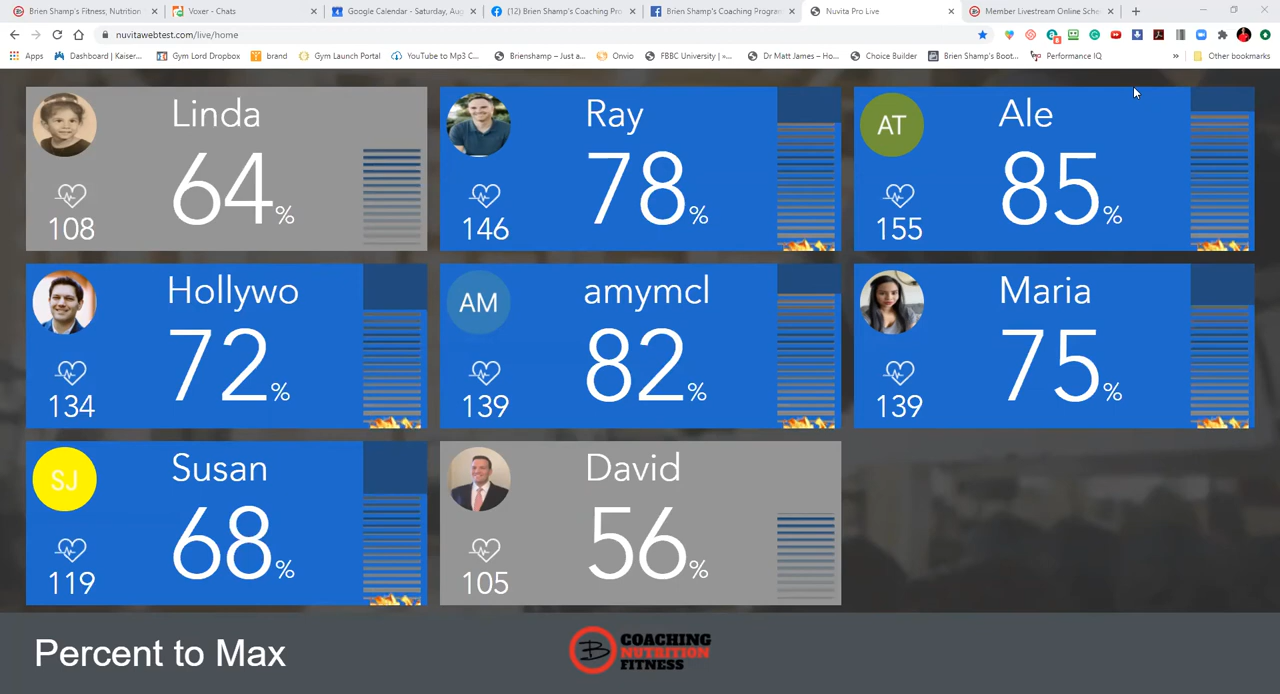 Brien Shamp's Fitness, Nutrition
Voxer - Chats
Google Calendar - Saturday, Aug
(12) Brien Shamp's Coaching Pro
Brien Shamp's Coaching Program
Nuvita Pro Live
Member Livestream Online Sche
nuvitawebtest.com/live/home
Apps
Dashboard | Kaiser...
Gym Lord Dropbox
brand
Gym Launch Portal
YouTube to Mp3 C...
Brienshamp – Just a...
Onvio
FBBC University | »...
Dr Matt James – Ho...
Choice Builder
Brien Shamp's Boot...
Performance IQ
»
Other bookmarks
Linda
64%
108
Ray
78%
146
AT
Ale
85%
155
Hollywo
72%
134
AM
amymcl
82%
139
Maria
75%
139
SJ
Susan
68%
119
David
56%
105
Percent to Max
B
COACHING
NUTRITION
FITNESS